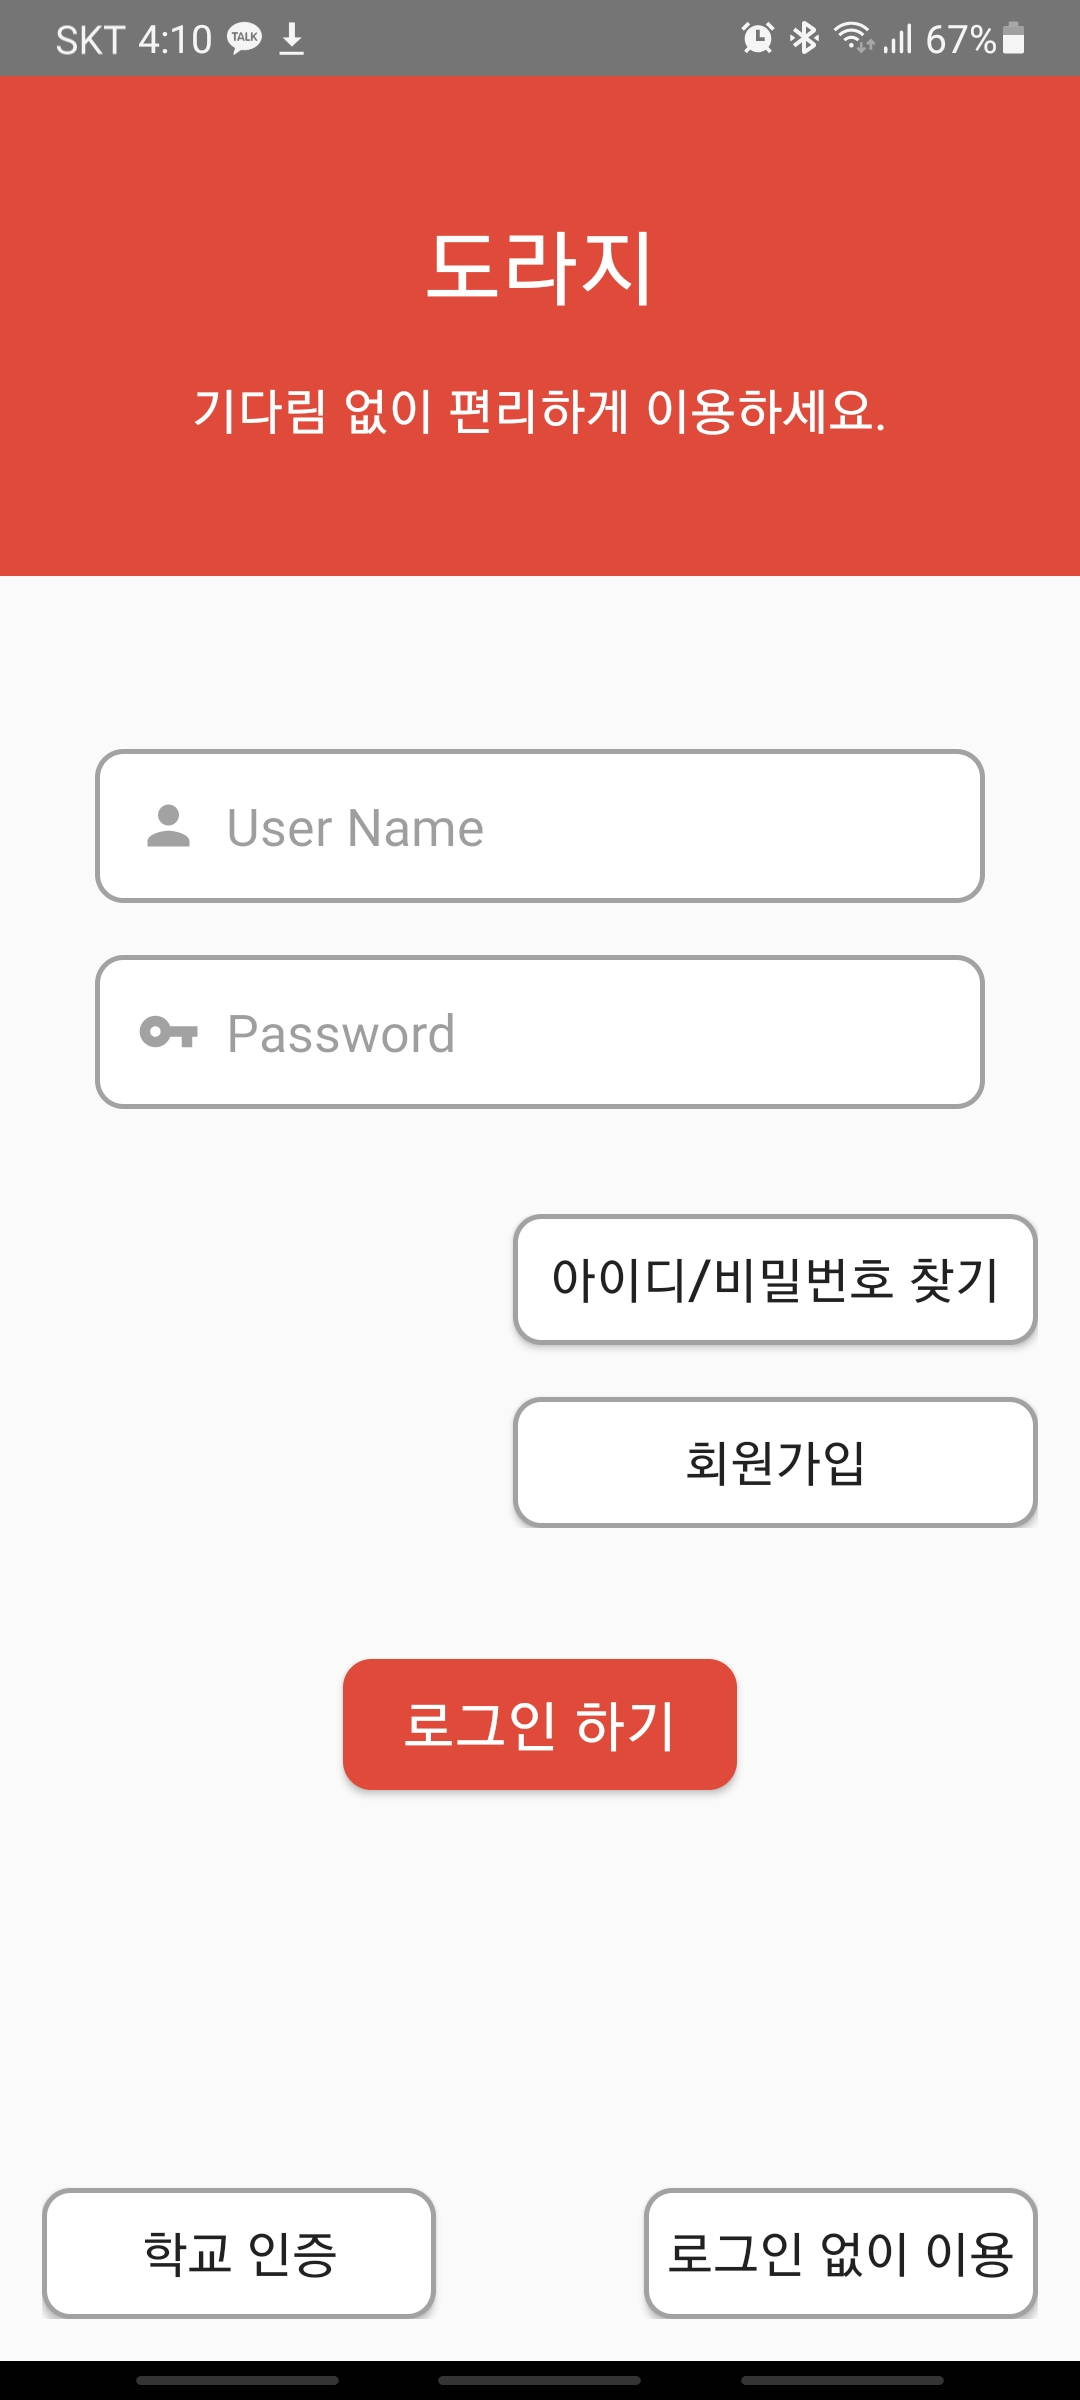 SKT 4:10 TALK 67%
도라지
기다림 없이 편리하게 이용하세요.
User Name
Password
아이디/비밀번호 찾기
회원가입
로그인 하기
학교 인증
로그인 없이 이용